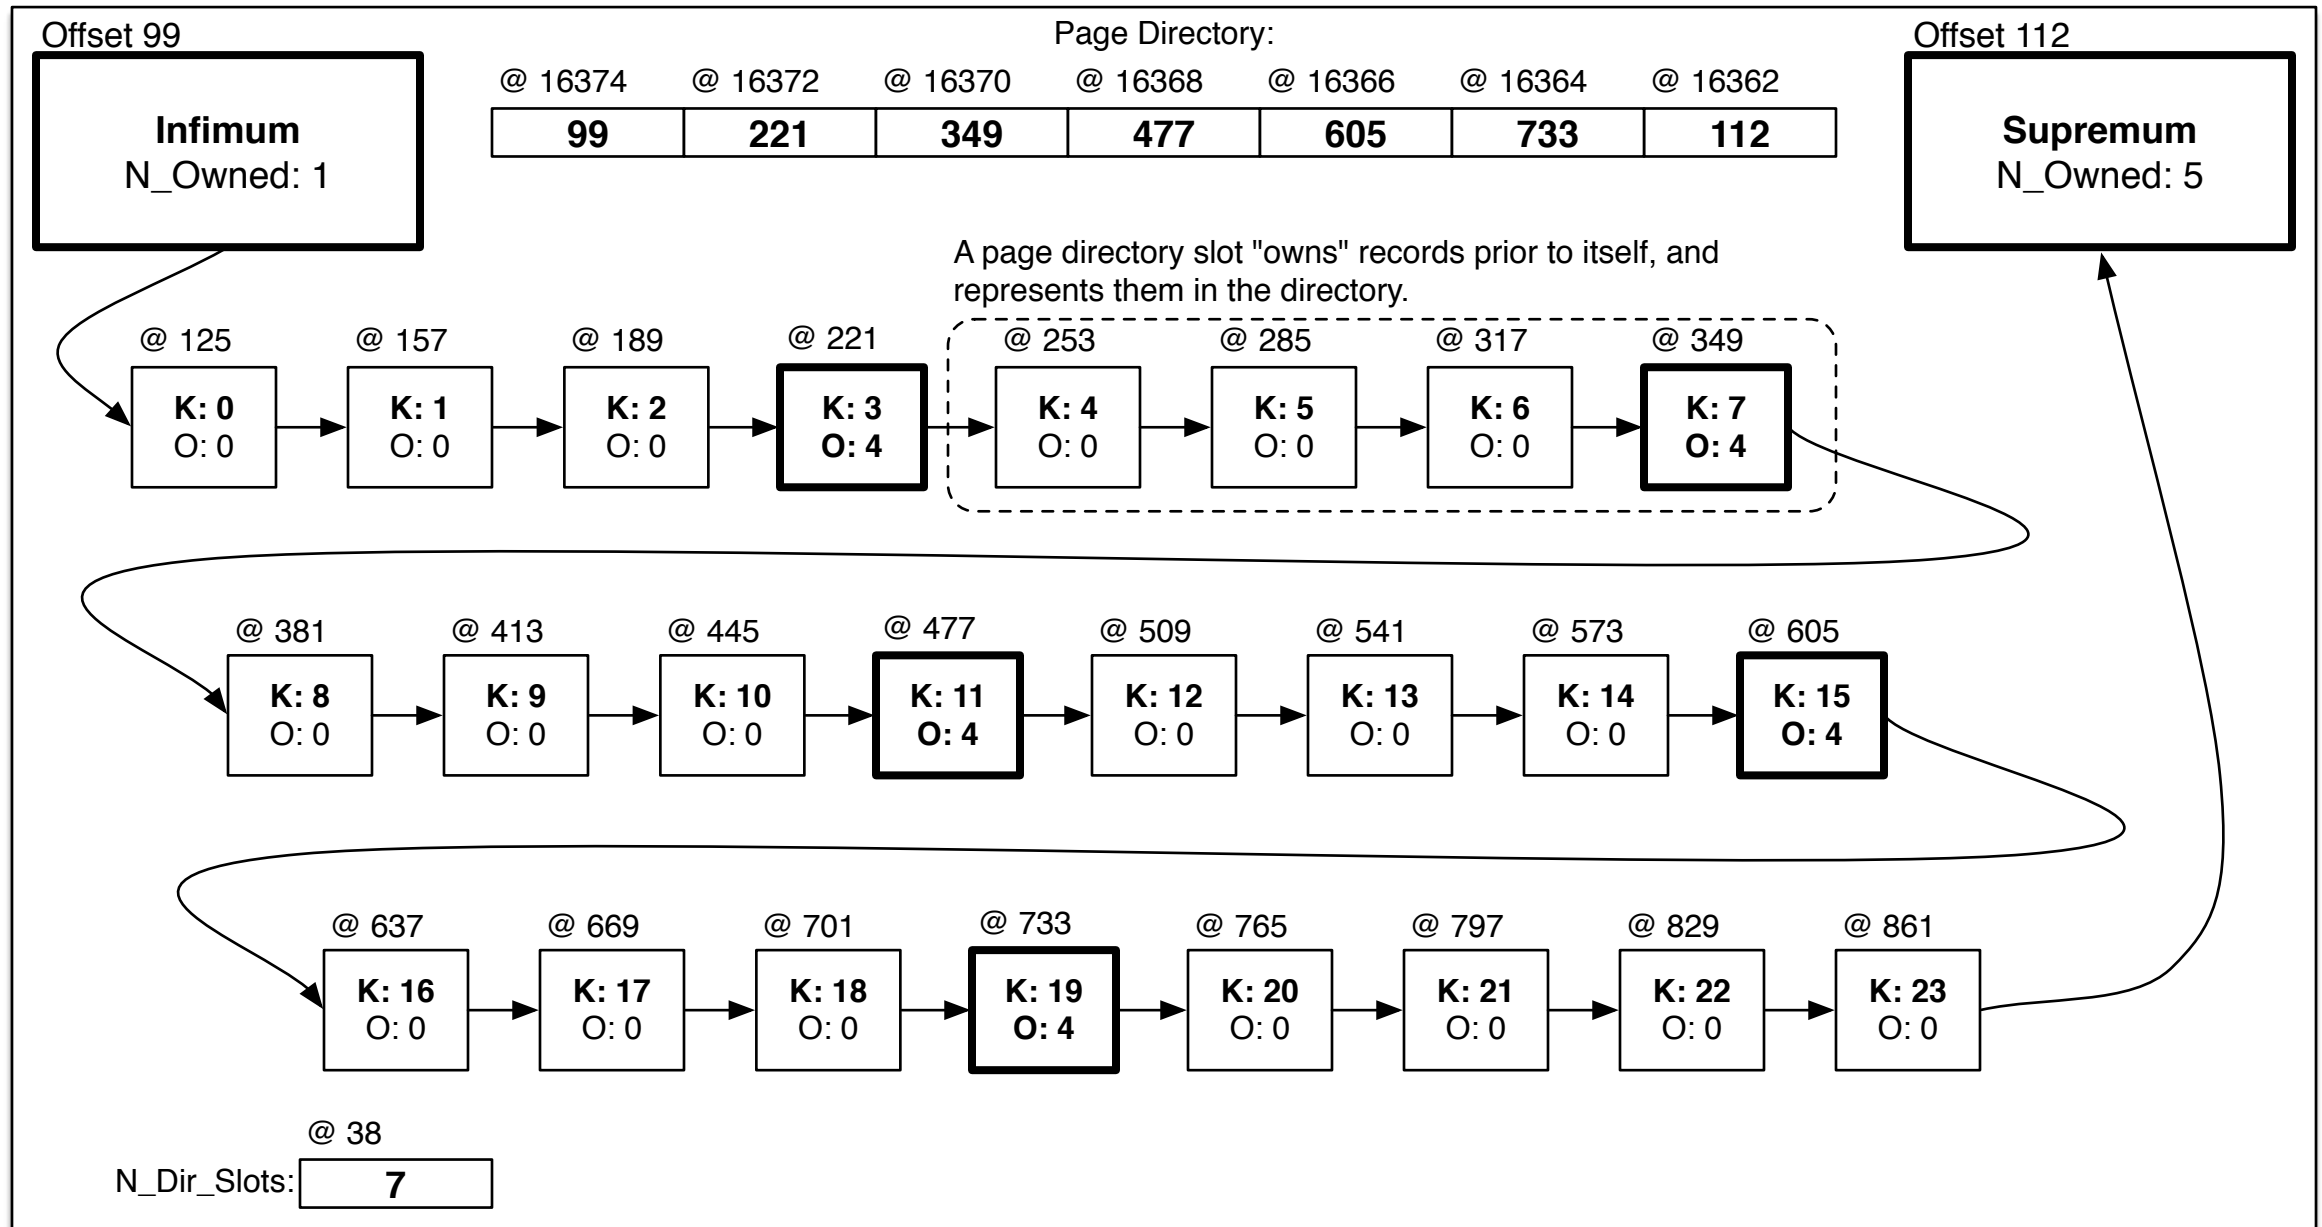 Offset 99
Page Directory:
Offset 112
Infimum
N_Owned: 1
@ 16374 @ 16372 @ 16370 @ 16368 @ 16366 @ 16364 @ 16362
99 221 349 477 605 733 112
Supremum
N_Owned: 5
A page directory slot "owns" records prior to itself, and
represents them in the directory.
@ 125 @ 157 @ 189 @ 221 @ 253 @ 285 @ 317 @ 349
K: 0 K: 1 K: 2 K: 3 K: 4 K: 5 K: 6 K: 7
O: 0 O: 0 O: 0 O: 4 O: 0 O: 0 O: 0 O: 4
@ 381 @ 413 @ 445 @ 477 @ 509 @ 541 @ 573 @ 605
K: 8 K: 9 K: 10 K: 11 K: 12 K: 13 K: 14 K: 15
O: 0 O: 0 O: 0 O: 4 O: 0 O: 0 O: 0 O: 4
@ 637 @ 669 @ 701 @ 733 @ 765 @ 797 @ 829 @ 861
K: 16 K: 17 K: 18 K: 19 K: 20 K: 21 K: 22 K: 23
O: 0 O: 0 O: 0 O: 4 O: 0 O: 0 O: 0 O: 0
@ 38
N_Dir_Slots: 7